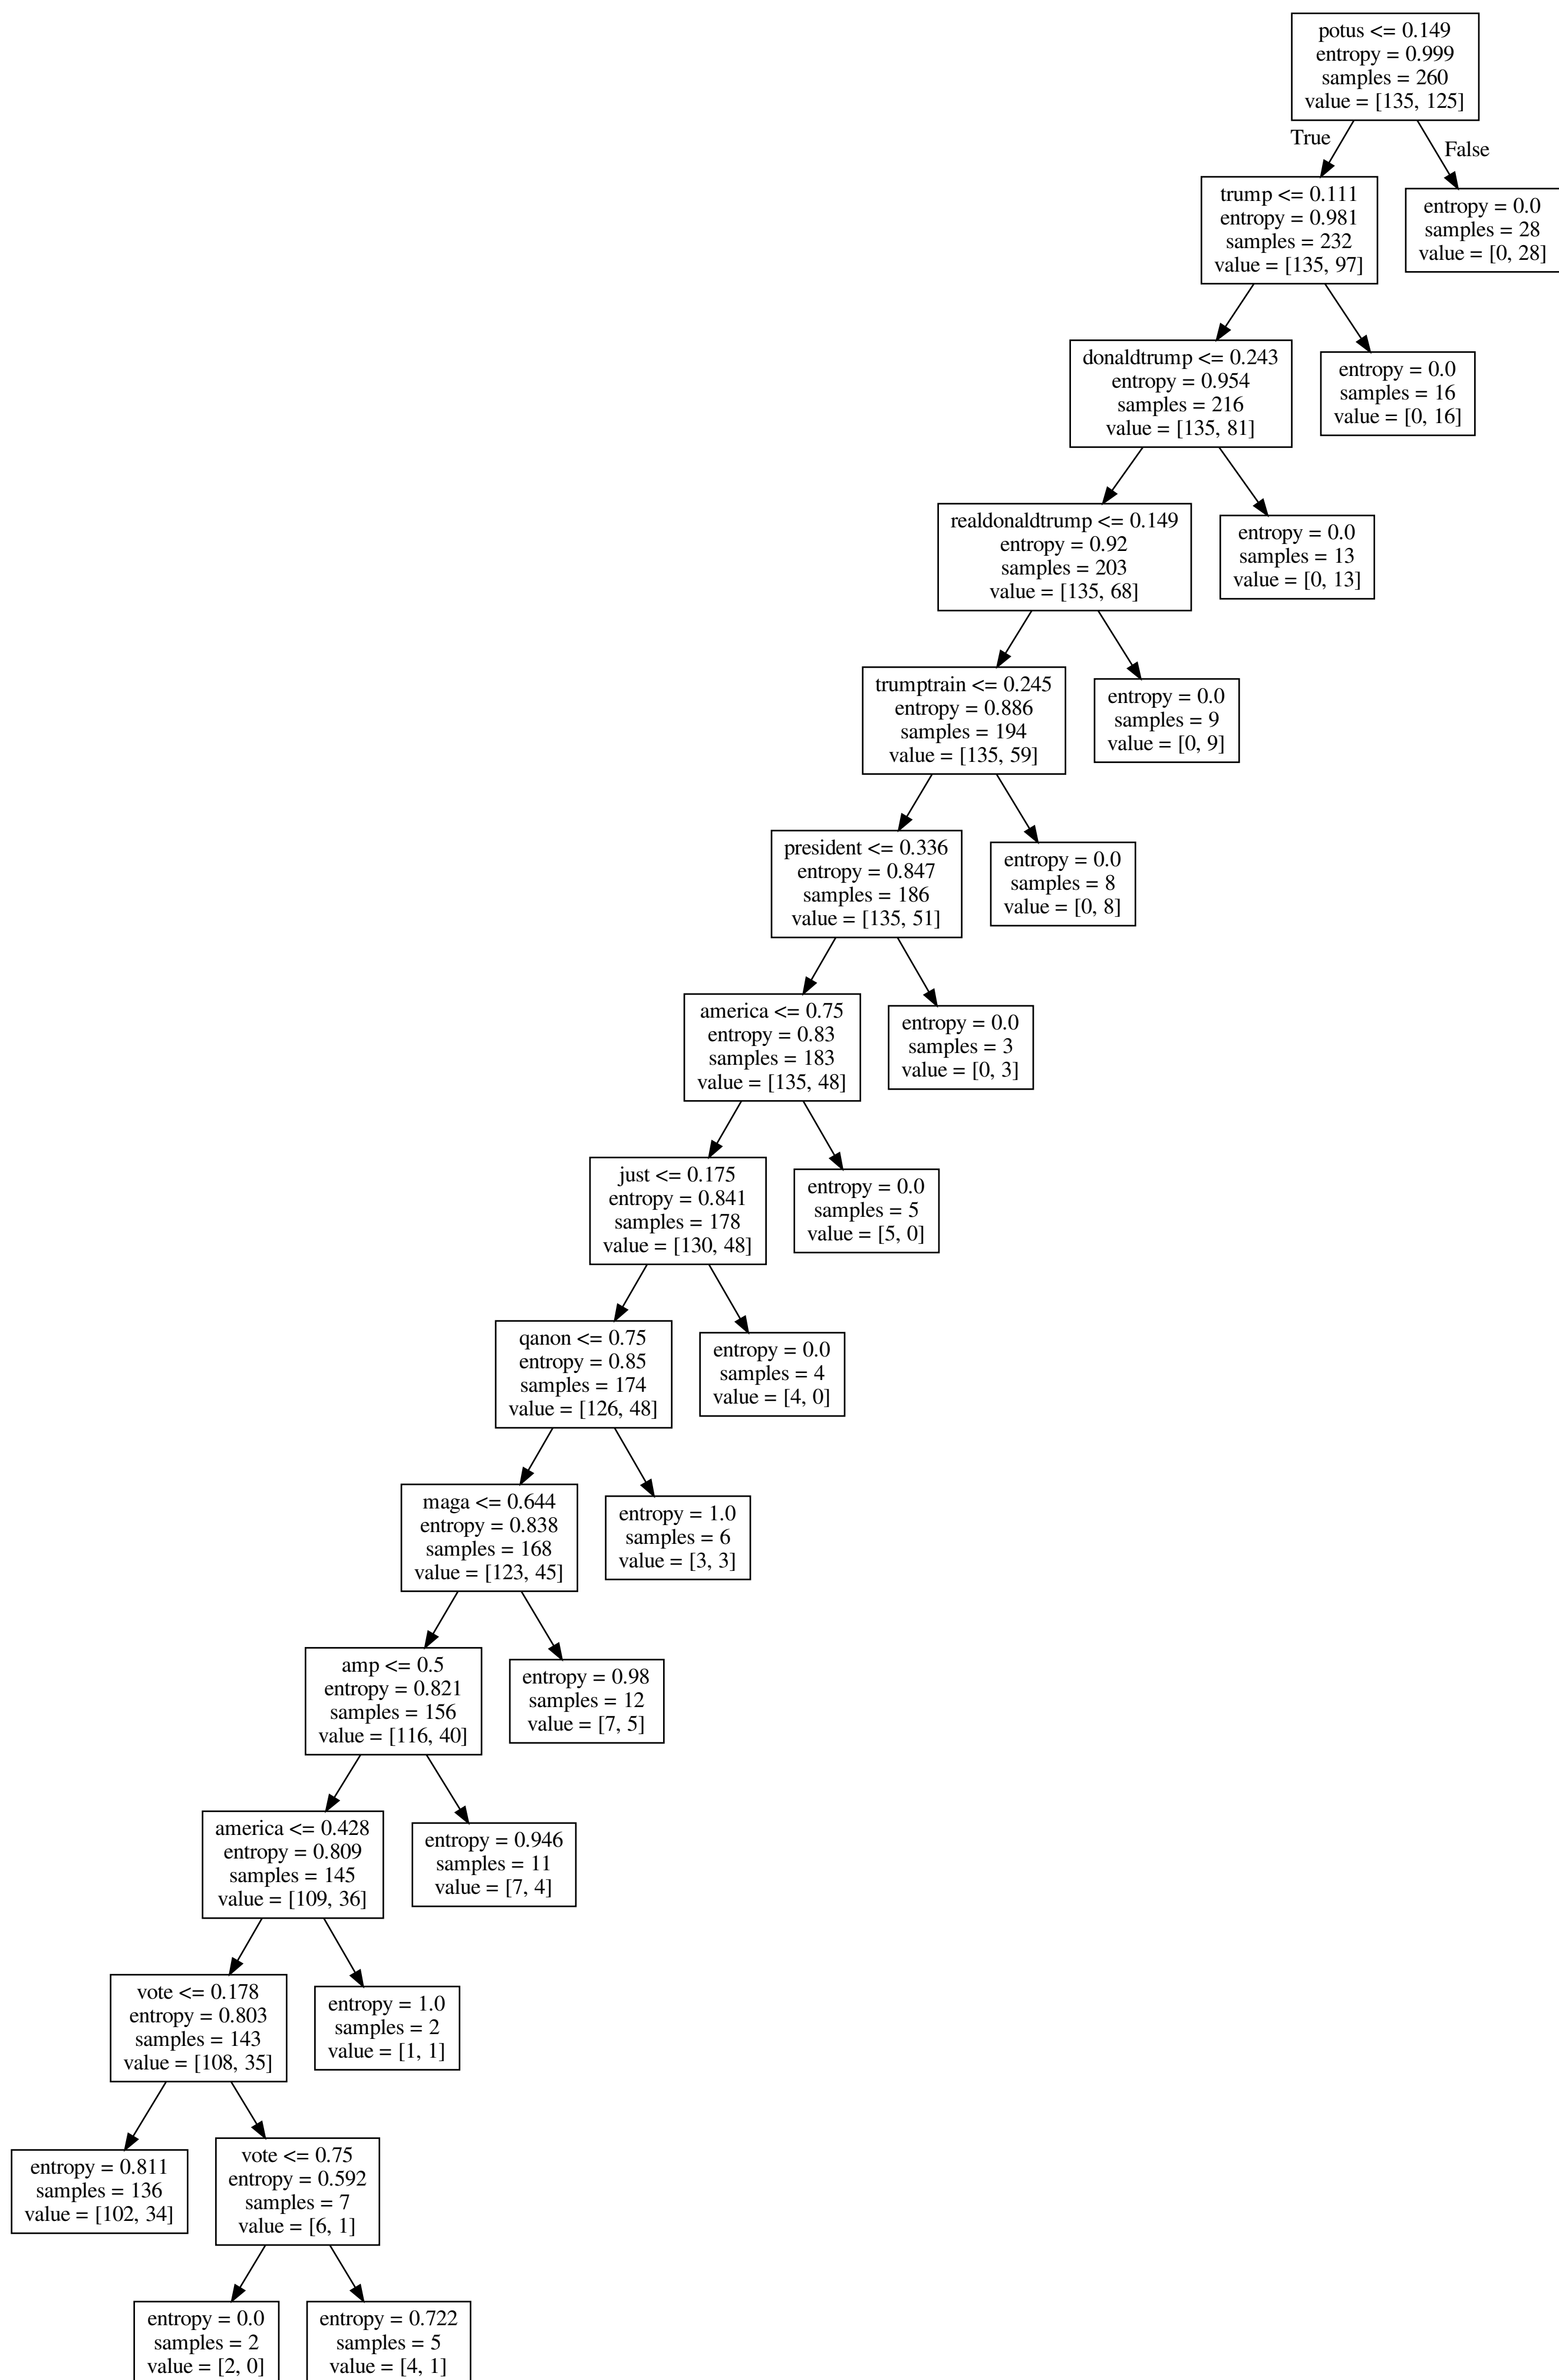 potus <= 0.149
entropy = 0.999
samples = 260
value = [135, 125]
True
False
trump <= 0.111
entropy = 0.981
samples = 232
value = [135, 97]
entropy = 0.0
samples = 28
value = [0, 28]
donaldtrump <= 0.243
entropy = 0.954
samples = 216
value = [135, 81]
entropy = 0.0
samples = 16
value = [0, 16]
realdonaldtrump <= 0.149
entropy = 0.92
samples = 203
value = [135, 68]
entropy = 0.0
samples = 13
value = [0, 13]
trumptrain <= 0.245
entropy = 0.886
samples = 194
value = [135, 59]
entropy = 0.0
samples = 9
value = [0, 9]
president <= 0.336
entropy = 0.847
samples = 186
value = [135, 51]
entropy = 0.0
samples = 8
value = [0, 8]
america <= 0.75
entropy = 0.83
samples = 183
value = [135, 48]
entropy = 0.0
samples = 3
value = [0, 3]
just <= 0.175
entropy = 0.841
samples = 178
value = [130, 48]
entropy = 0.0
samples = 5
value = [5, 0]
qanon <= 0.75
entropy = 0.85
samples = 174
value = [126, 48]
entropy = 0.0
samples = 4
value = [4, 0]
maga <= 0.644
entropy = 0.838
samples = 168
value = [123, 45]
entropy = 1.0
samples = 6
value = [3, 3]
amp <= 0.5
entropy = 0.821
samples = 156
value = [116, 40]
entropy = 0.98
samples = 12
value = [7, 5]
america <= 0.428
entropy = 0.809
samples = 145
value = [109, 36]
entropy = 0.946
samples = 11
value = [7, 4]
vote <= 0.178
entropy = 0.803
samples = 143
value = [108, 35]
entropy = 1.0
samples = 2
value = [1, 1]
entropy = 0.811
samples = 136
value = [102, 34]
vote <= 0.75
entropy = 0.592
samples = 7
value = [6, 1]
entropy = 0.0
samples = 2
value = [2, 0]
entropy = 0.722
samples = 5
value = [4, 1]